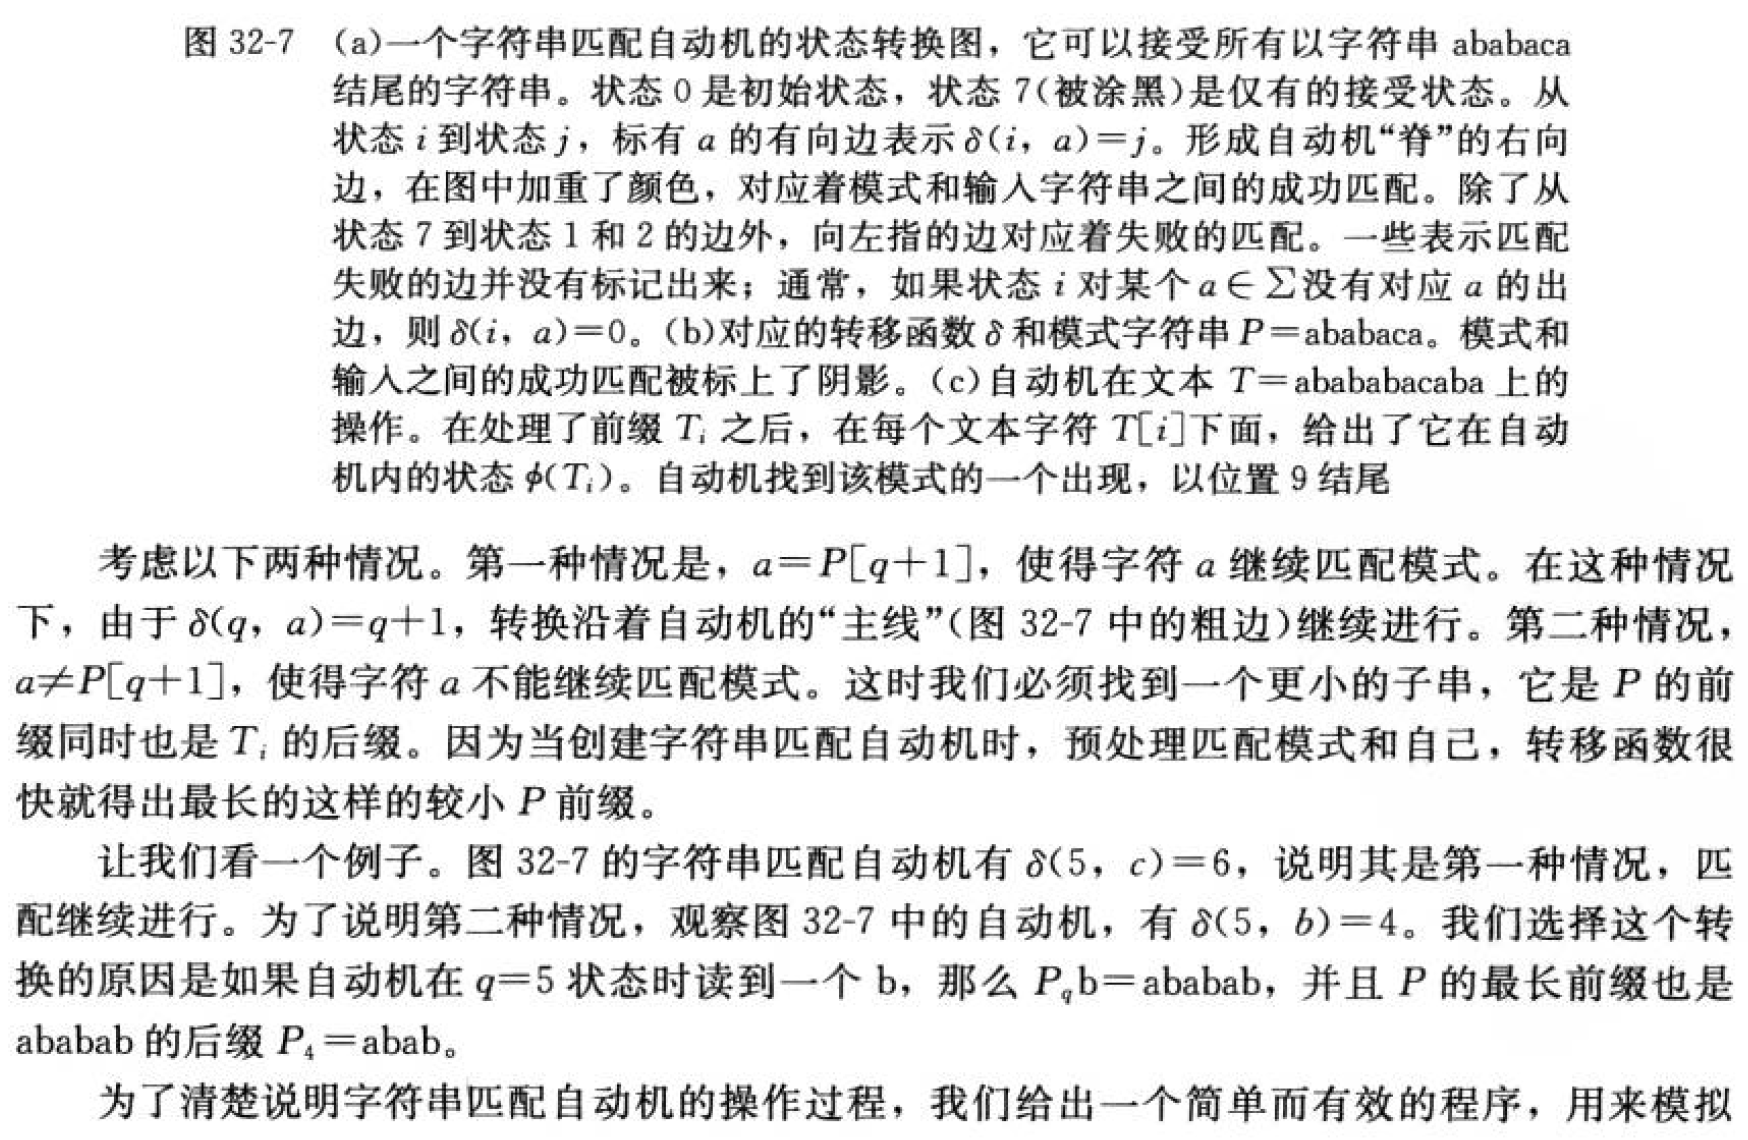 图 32-7 (a)一个字符串匹配自动机的状态转换图，它可以接受所有以字符串 ababaca
结尾的字符串。状态 0 是初始状态，状态 7(被涂黑)是仅有的接受状态。从
状态 i 到状态 j，标有 a 的有向边表示 δ(i, a)=j。形成自动机“脊”的右向
边，在图中加重了颜色，对应着模式和输入字符串之间的成功匹配。除了从
状态 7 到状态 1 和 2 的边外，向左指的边对应着失败的匹配。一些表示匹配
失败的边并没有标记出来；通常，如果状态 i 对某个 a∈Σ没有对应 a 的出
边，则 δ(i, a)=0。(b)对应的转移函数 δ 和模式字符串 P=ababaca。模式和
输入之间的成功匹配被标上了阴影。(c)自动机在文本 T=abababacaba 上的
操作。在处理了前缀 Tᵢ 之后，在每个文本字符 T[i]下面，给出了它在自动
机内的状态 ϕ(Tᵢ)。自动机找到该模式的一个出现，以位置 9 结尾
考虑以下两种情况。第一种情况是，a=P[q+1]，使得字符 a 继续匹配模式。在这种情况
下，由于 δ(q, a)=q+1，转换沿着自动机的“主线”(图 32-7 中的粗边)继续进行。第二种情况，
a≠P[q+1]，使得字符 a 不能继续匹配模式。这时我们必须找到一个更小的子串，它是 P 的前
缀同时也是 Tᵢ 的后缀。因为当创建字符串匹配自动机时，预处理匹配模式和自己，转移函数很
快就得出最长的这样的较小 P 前缀。
让我们看一个例子。图 32-7 的字符串匹配自动机有 δ(5, c)=6，说明其是第一种情况，匹
配继续进行。为了说明第二种情况，观察图 32-7 中的自动机，有 δ(5, b)=4。我们选择这个转
换的原因是如果自动机在 q=5 状态时读到一个 b，那么 P_q b=ababab，并且 P 的最长前缀也是
ababab 的后缀 P₄=abab。
为了清楚说明字符串匹配自动机的操作过程，我们给出一个简单而有效的程序，用来模拟